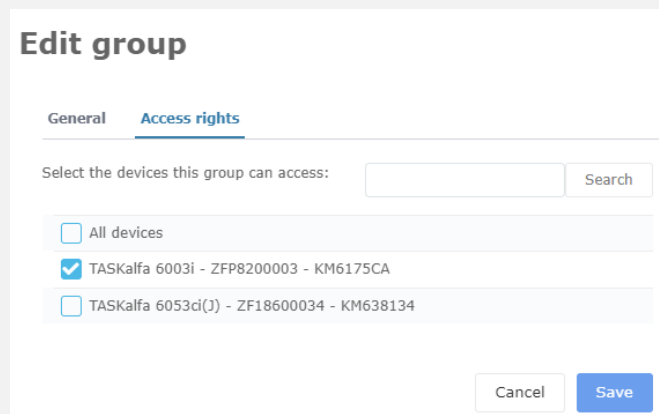 Edit group
General Access rights
Select the devices this group can access: Search
All devices
TASKalfa 6003i - ZFP8200003 - KM6175CA
TASKalfa 6053ci(J) - ZF18600034 - KM638134
Cancel Save